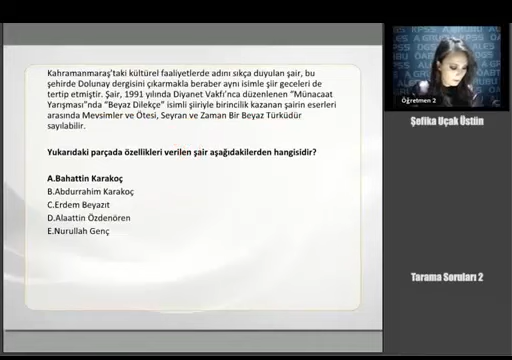 Kahramanmaraş'taki kültürel faaliyetlerde adını sıkça duyulan şair, bu
şehirde Dolunay dergisini çıkarmakla beraber aynı isimle şiir geceleri de
tertip etmiştir. Şair, 1991 yılında Diyanet Vakfı'nca düzenlenen "Münacaat
Yarışması"nda "Beyaz Dilekçe" isimli şiiriyle birincilik kazanan şairin eserleri
arasında Mevsimler ve Ötesi, Seyran ve Zaman Bir Beyaz Türküdür
sayılabilir.
Yukarıdaki parçada özellikleri verilen şair aşağıdakilerden hangisidir?
A.Bahattin Karakoç
B.Abdurrahim Karakoç
C.Erdem Beyazıt
D.Alaattin Özdenören
E.Nurullah Genç
Öğretmen 2
Şefika Uçak Üstün
Tarama Soruları 2